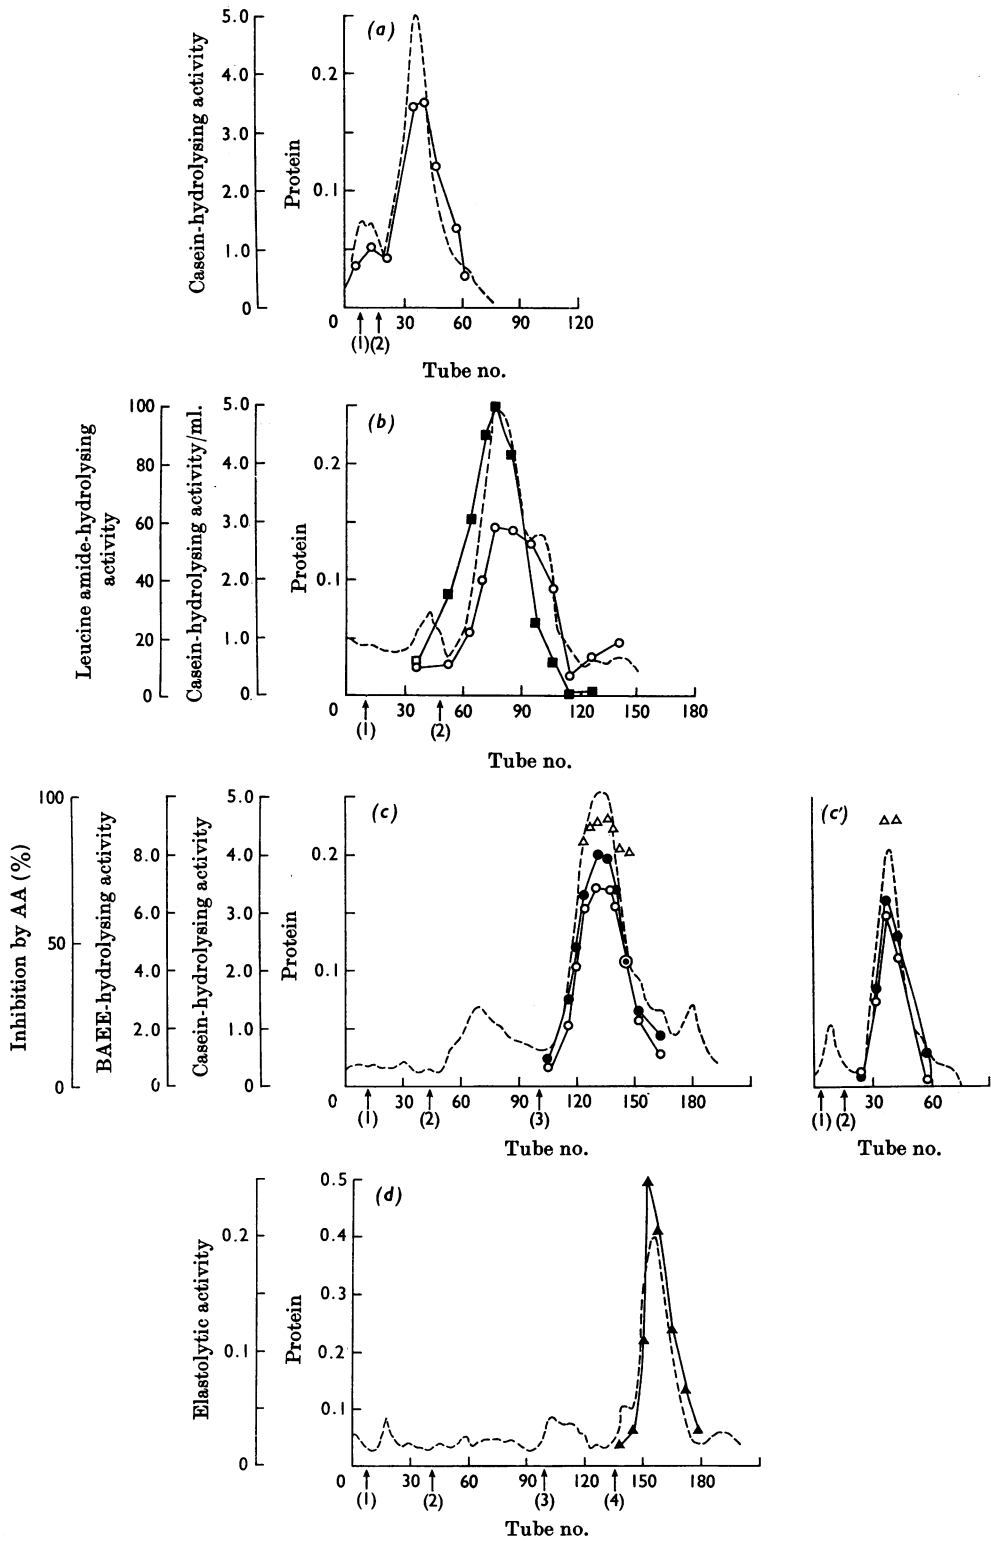 (a)
Casein-hydrolysing activity
5.0
4.0
3.0
2.0
1.0
0
Protein
0.2
0.1
0 30 60 90 120
(1) (2)
Tube no.
(b)
Leucine amide-hydrolysing
activity
100
80
60
40
20
0
Casein-hydrolysing activity/ml.
5.0
4.0
3.0
2.0
1.0
0
Protein
0.2
0.1
0 30 60 90 120 150 180
(1) (2)
Tube no.
(c)
Inhibition by AA (%)
100
50
0
BAEE-hydrolysing activity
8.0
6.0
4.0
2.0
0
Casein-hydrolysing activity
5.0
4.0
3.0
2.0
1.0
0
Protein
0.2
0.1
0 30 60 90 120 150 180
(1) (2) (3)
Tube no.
(c')
30 60
(1) (2)
Tube no.
(d)
Elastolytic activity
0.2
0.1
0
Protein
0.5
0.4
0.3
0.2
0.1
0 30 60 90 120 150 180
(1) (2) (3) (4)
Tube no.